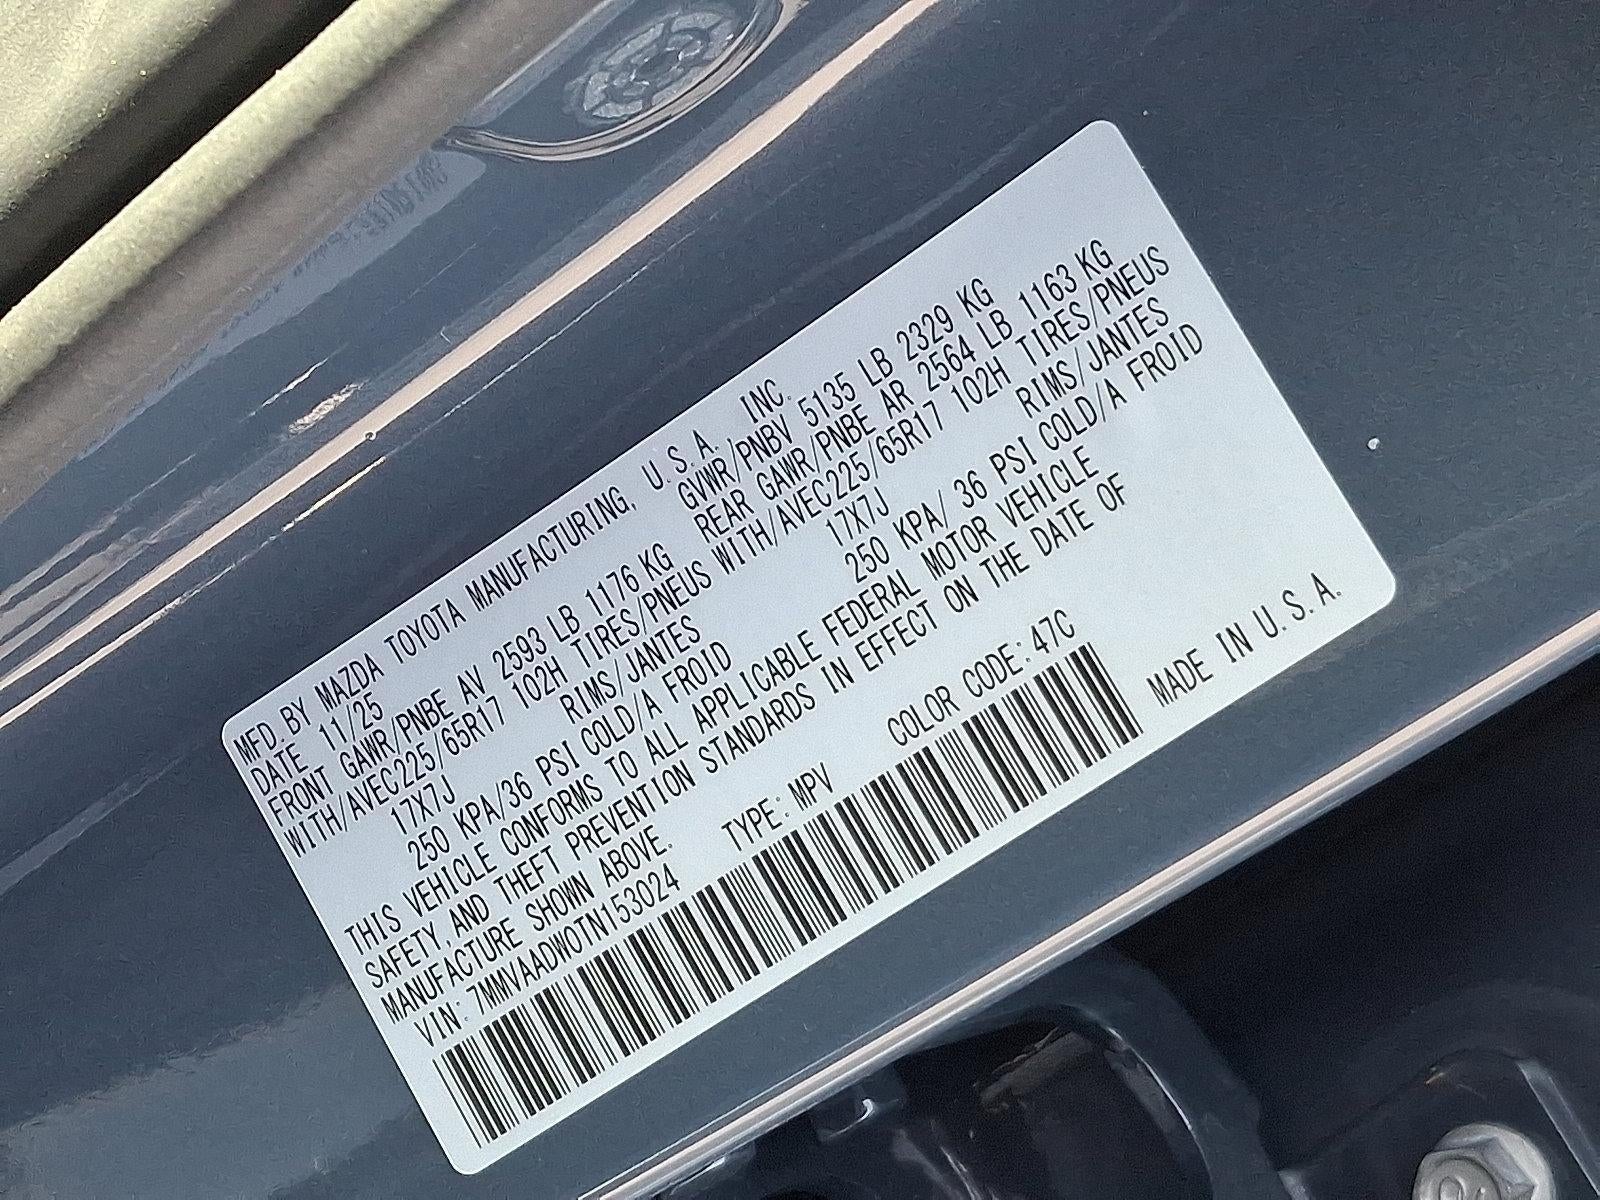 MFD. BY MAZDA TOYOTA MANUFACTURING, U.S.A. INC.
DATE 11/25 GVWR/PNBV 5135 LB 2329 KG
FRONT GAWR/PNBE AV 2593 LB 1176 KG REAR GAWR/PNBE AR 2564 LB 1163 KG
WITH/AVEC225/65R17 102H TIRES/PNEUS WITH/AVEC225/65R17 102H TIRES/PNEUS
17X7J RIMS/JANTES 17X7J RIMS/JANTES
250 KPA/36 PSI COLD/A FROID 250 KPA/ 36 PSI COLD/A FROID
THIS VEHICLE CONFORMS TO ALL APPLICABLE FEDERAL MOTOR VEHICLE
SAFETY, AND THEFT PREVENTION STANDARDS IN EFFECT ON THE DATE OF
MANUFACTURE SHOWN ABOVE.
VIN: 7MMVAADW0TN153024 TYPE: MPV COLOR CODE: 47C
MADE IN U.S.A.